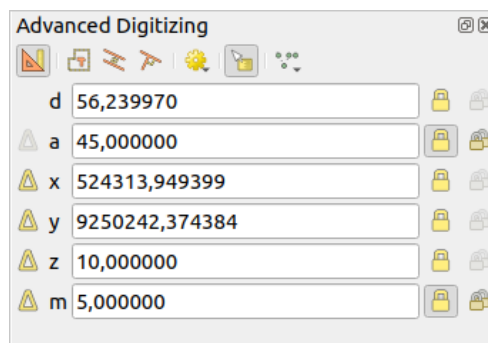 Advanced Digitizing
d 56,239970
a 45,000000
x 524313,949399
y 9250242,374384
z 10,000000
m 5,000000